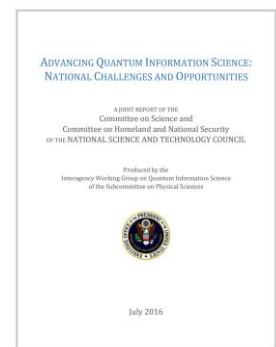 ADVANCING QUANTUM INFORMATION SCIENCE:
NATIONAL CHALLENGES AND OPPORTUNITIES
A JOINT REPORT OF THE
Committee on Science and
Committee on Homeland and National Security
OF THE NATIONAL SCIENCE AND TECHNOLOGY COUNCIL
Produced by the
Interagency Working Group on Quantum Information Science
of the Subcommittee on Physical Sciences
July 2016